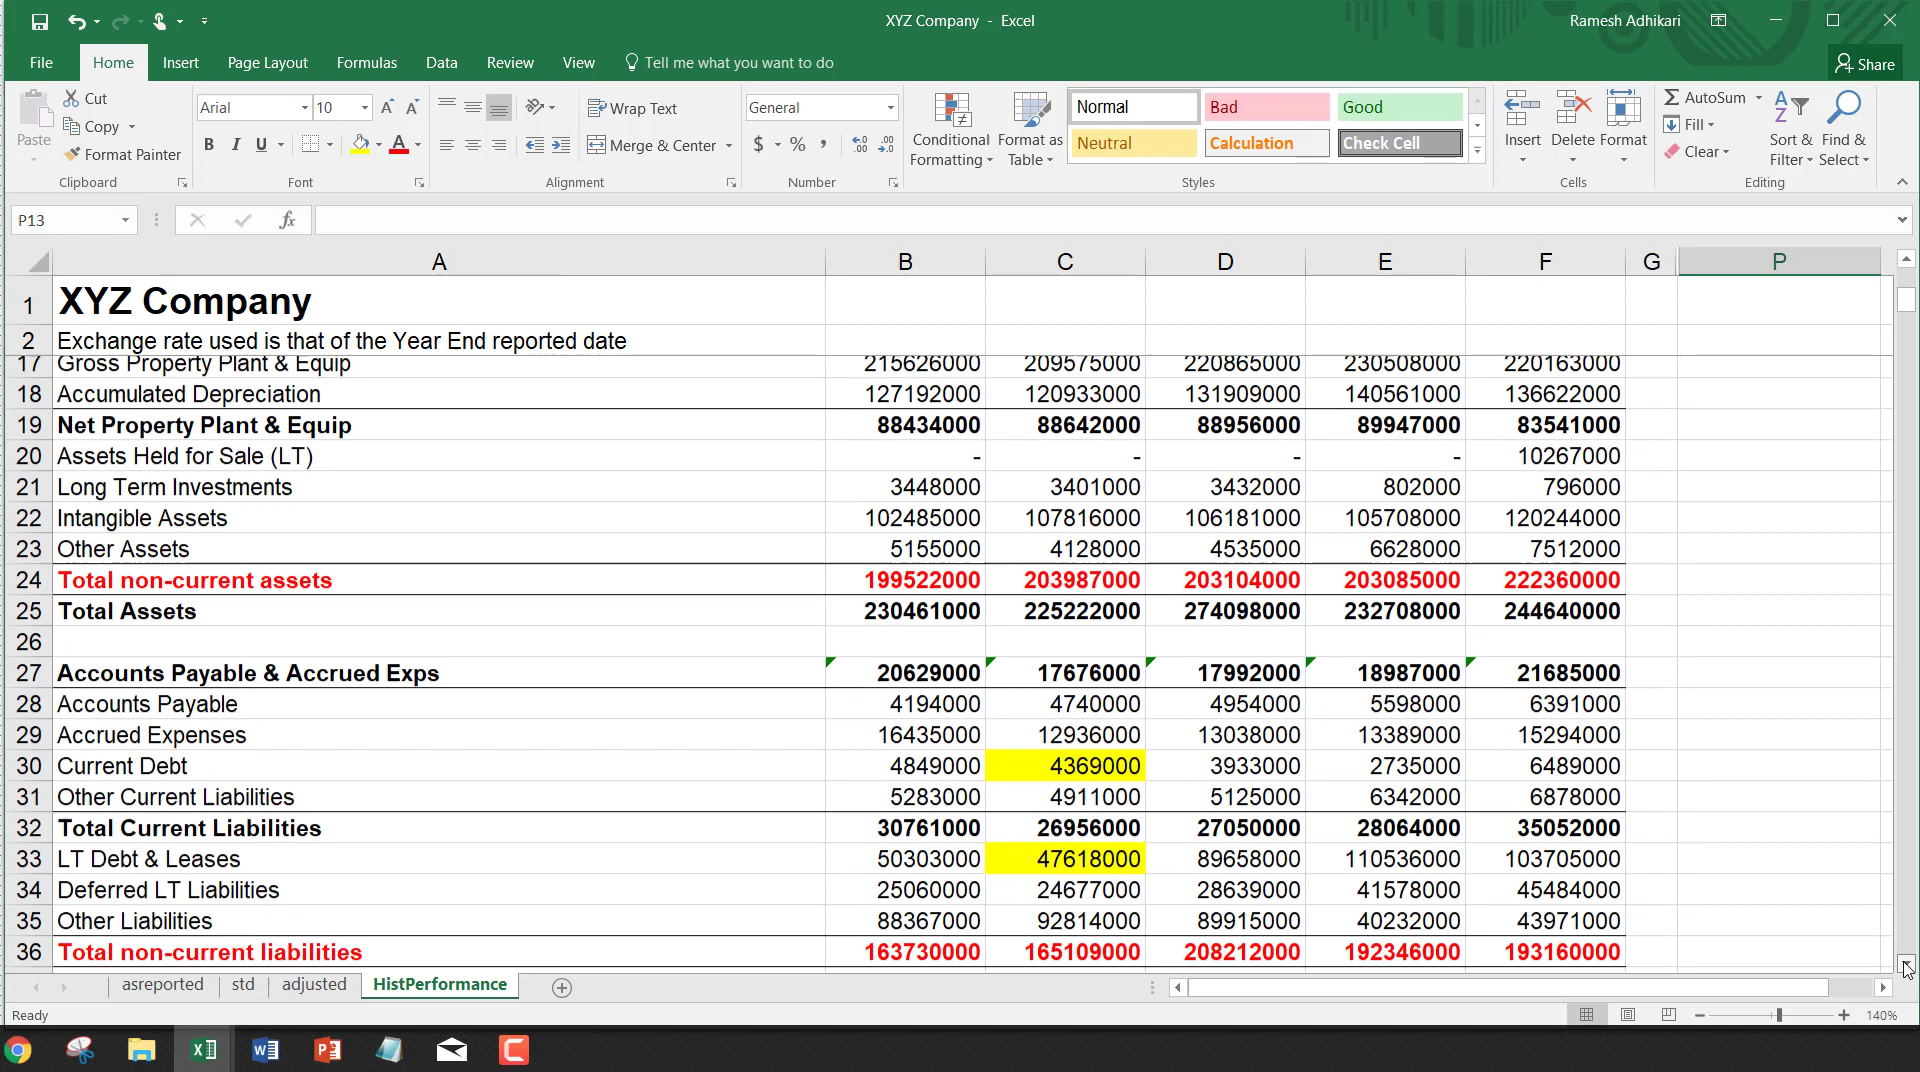 XYZ Company - Excel
Ramesh Adhikari
File Home Insert Page Layout Formulas Data Review View Tell me what you want to do Share
Paste
Cut
Copy
Format Painter
Clipboard
Arial 10
B I U
Font
Wrap Text
Merge & Center
Alignment
General
$ % ,
Number
Conditional Formatting
Format as Table
Normal Bad Good
Neutral Calculation Check Cell
Styles
Insert Delete Format
Cells
AutoSum
Fill
Clear
Sort & Filter
Find & Select
Editing
P13 fx
A B C D E F G P
1 XYZ Company
2 Exchange rate used is that of the Year End reported date
17 Gross Property Plant & Equip 215626000 209575000 220865000 230508000 220163000
18 Accumulated Depreciation 127192000 120933000 131909000 140561000 136622000
19 Net Property Plant & Equip 88434000 88642000 88956000 89947000 83541000
20 Assets Held for Sale (LT) - - - - 10267000
21 Long Term Investments 3448000 3401000 3432000 802000 796000
22 Intangible Assets 102485000 107816000 106181000 105708000 120244000
23 Other Assets 5155000 4128000 4535000 6628000 7512000
24 Total non-current assets 199522000 203987000 203104000 203085000 222360000
25 Total Assets 230461000 225222000 274098000 232708000 244640000
26
27 Accounts Payable & Accrued Exps 20629000 17676000 17992000 18987000 21685000
28 Accounts Payable 4194000 4740000 4954000 5598000 6391000
29 Accrued Expenses 16435000 12936000 13038000 13389000 15294000
30 Current Debt 4849000 4369000 3933000 2735000 6489000
31 Other Current Liabilities 5283000 4911000 5125000 6342000 6878000
32 Total Current Liabilities 30761000 26956000 27050000 28064000 35052000
33 LT Debt & Leases 50303000 47618000 89658000 110536000 103705000
34 Deferred LT Liabilities 25060000 24677000 28639000 41578000 45484000
35 Other Liabilities 88367000 92814000 89915000 40232000 43971000
36 Total non-current liabilities 163730000 165109000 208212000 192346000 193160000
asreported std adjusted HistPerformance
Ready
140%